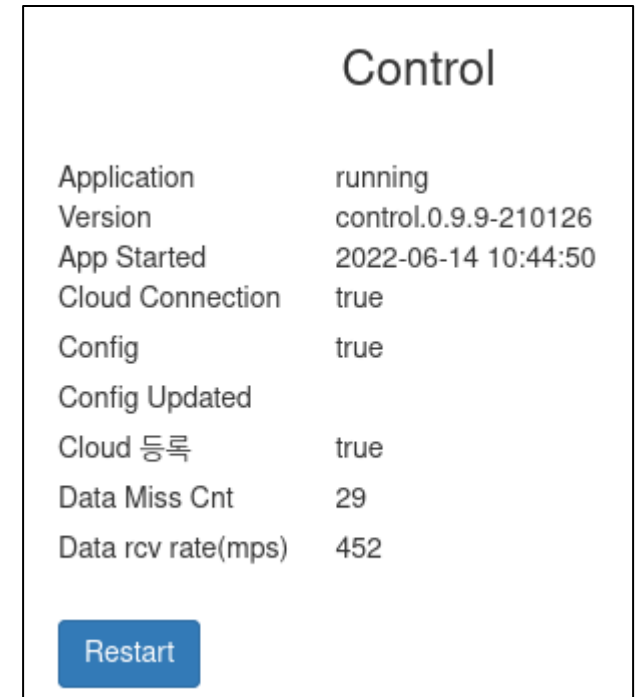 Control
Application running
Version control.0.9.9-210126
App Started 2022-06-14 10:44:50
Cloud Connection true
Config true
Config Updated
Cloud 등록 true
Data Miss Cnt 29
Data rcv rate(mps) 452
Restart